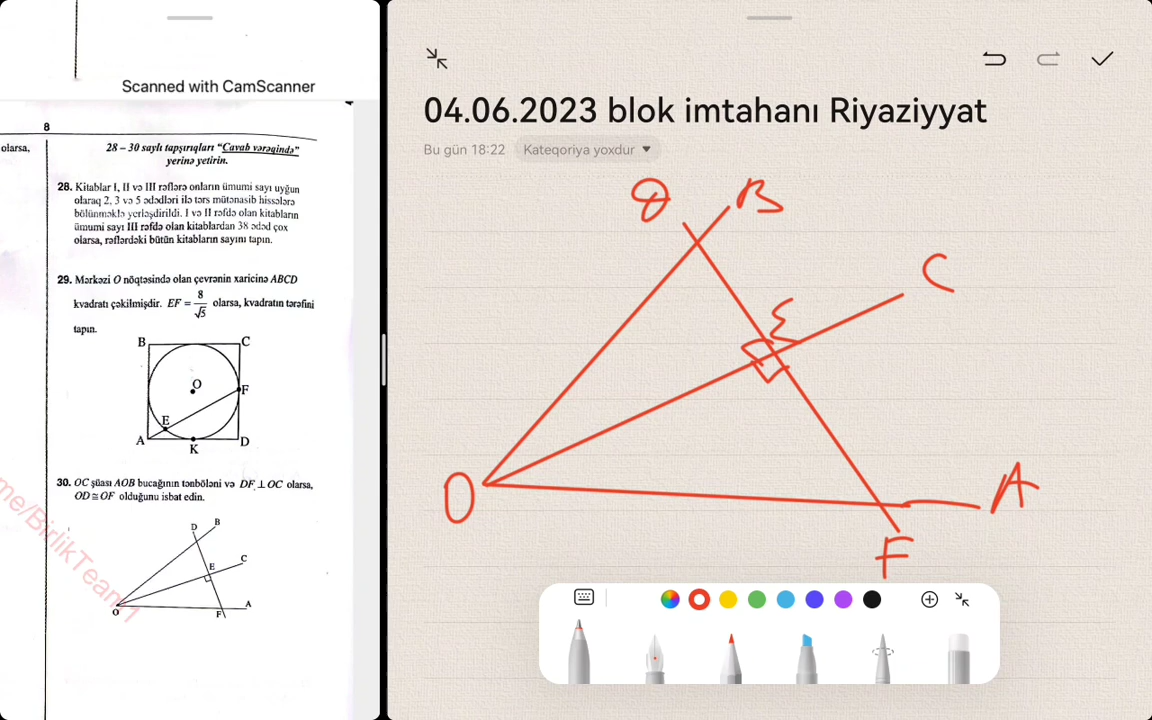 Scanned with CamScanner
8
olarsa,
28 – 30 saylı tapşırıqları “Cavab vərəqində”
yerinə yetirin.
28. Kitablar I, II və III rəflərə onların ümumi sayı uyğun
olaraq 2, 3 və 5 ədədləri ilə tərs mütənasib hissələrə
bölünməklə yerləşdirildi. I və II rəfdə olan kitabların
ümumi sayı III rəfdə olan kitablardan 38 ədəd çox
olarsa, rəflərdəki bütün kitabların sayını tapın.
29. Mərkəzi O nöqtəsində olan çevrənin xaricinə ABCD
kvadratı çəkilmişdir. EF = 8/√5 olarsa, kvadratın tərəfini
tapın.
B C
O
F
E
A D
K
30. OC şüası AOB bucağının tənböləni və DF ⊥ OC olarsa,
OD ≅ OF olduğunu isbat edin.
B
D
C
E
A
O
F
me/BirlikTeam1
04.06.2023 blok imtahanı Riyaziyyat
Bu gün 18:22 Kateqoriya yoxdur
B
C
E
O
A
F